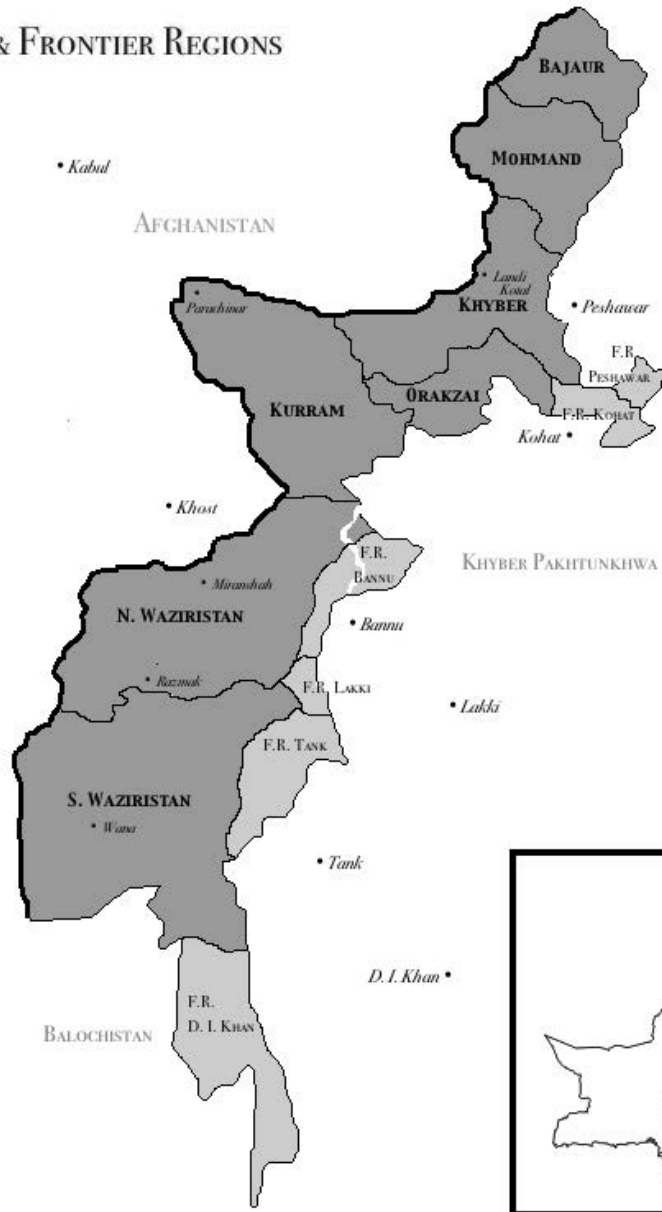 & Frontier Regions
Bajaur
Mohmand
Kabul
Afghanistan
Landi
Kotal
Khyber
Parachinar
Peshawar
F.R.
Peshawar
Orakzai
Kurram
F.R. Kohat
Kohat
Khost
F.R.
Bannu
Khyber Pakhtunkhwa
Miranshah
N. Waziristan
Bannu
Razmak
F.R. Lakki
Lakki
F.R. Tank
S. Waziristan
Wana
Tank
D. I. Khan
F.R.
D. I. Khan
Balochistan